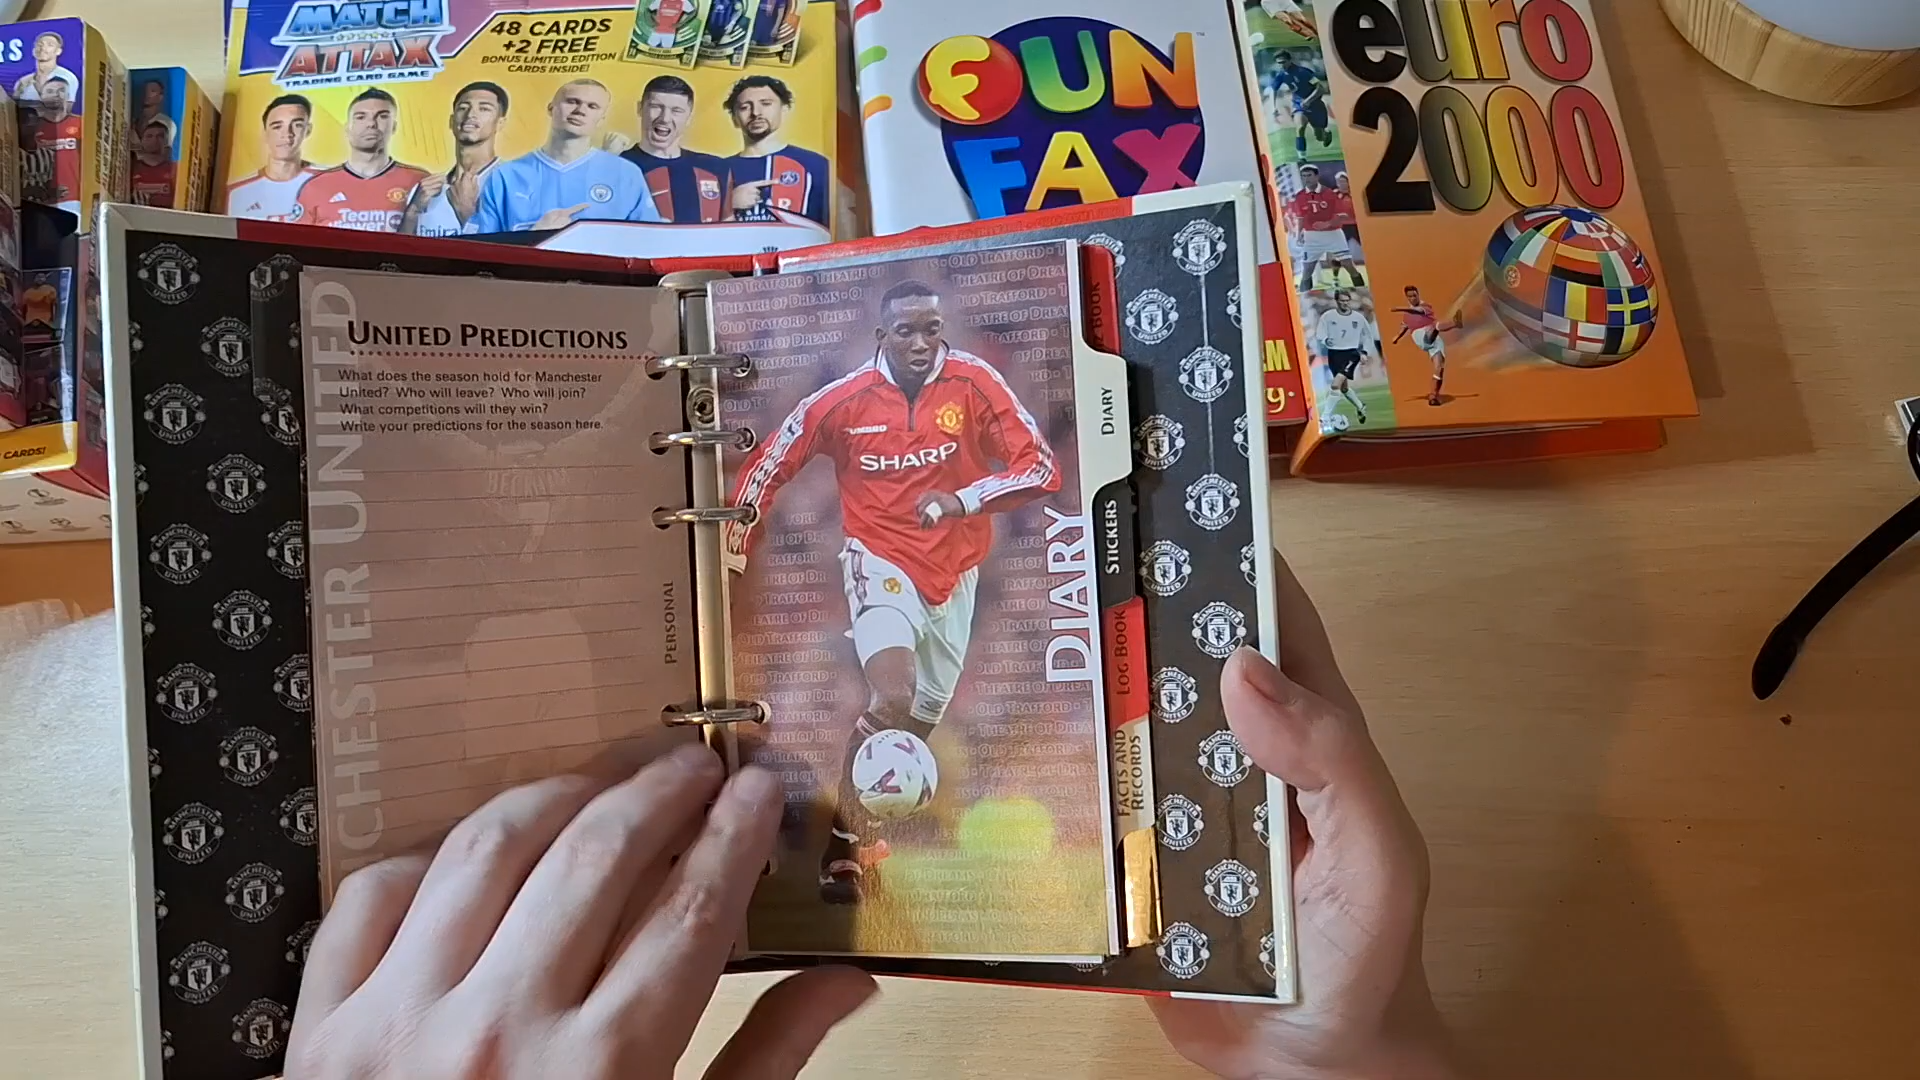 MATCH
ATTAX
TRADING CARD GAME
48 CARDS
+2 FREE
BONUS LIMITED EDITION
CARDS INSIDE!
Team
CARDS!
FUN
FAX
euro
2000
UNITED PREDICTIONS
What does the season hold for Manchester
United? Who will leave? Who will join?
What competitions will they win?
Write your predictions for the season here.
PERSONAL
OLD TRAFFORD
THEATRE OF DREAMS
UMBRO
SHARP
DIARY
BOOK
DIARY
STICKERS
LOG BOOK
FACTS AND
RECORDS
MANCHESTER
UNITED